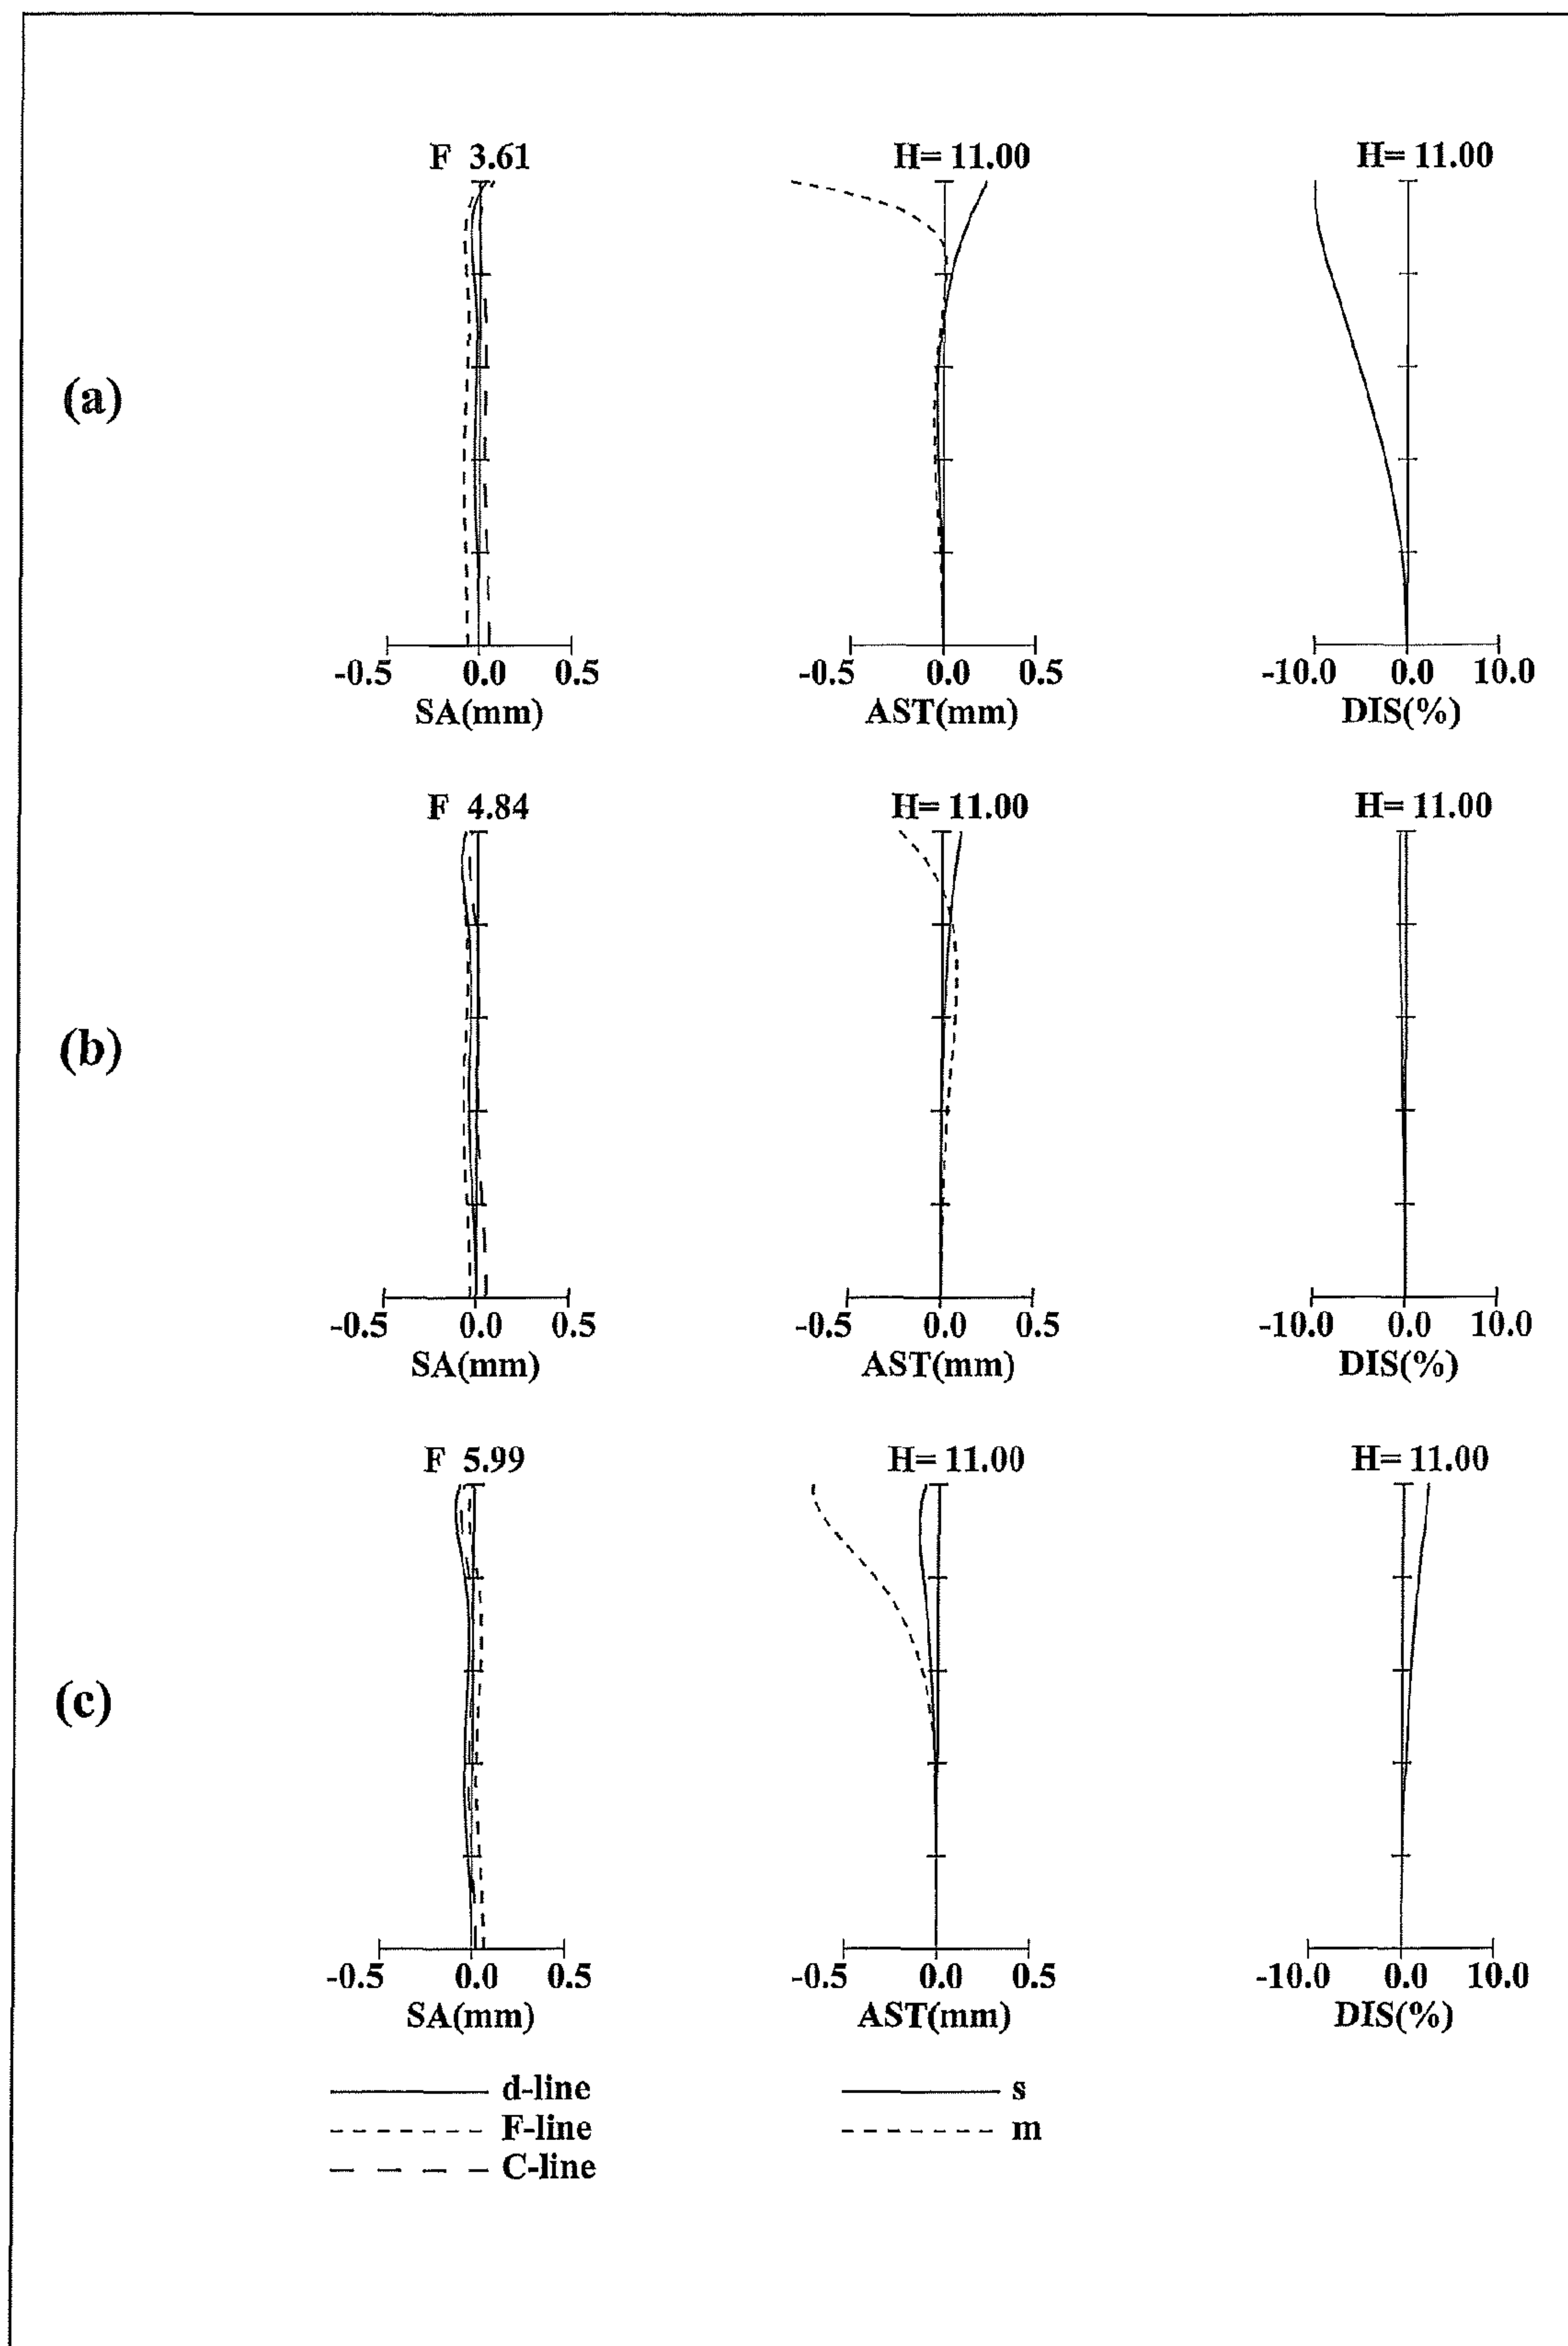 F 3.61 H= 11.00 H= 11.00
(a)
-0.5 0.0 0.5 -0.5 0.0 0.5 -10.0 0.0 10.0
SA(mm) AST(mm) DIS(%)
F 4.84 H= 11.00 H= 11.00
(b)
-0.5 0.0 0.5 -0.5 0.0 0.5 -10.0 0.0 10.0
SA(mm) AST(mm) DIS(%)
F 5.99 H= 11.00 H= 11.00
(c)
-0.5 0.0 0.5 -0.5 0.0 0.5 -10.0 0.0 10.0
SA(mm) AST(mm) DIS(%)
d-line s
F-line m
C-line